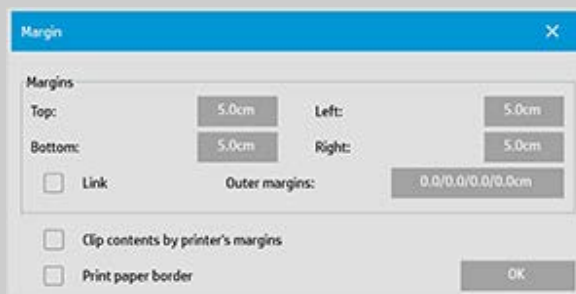 Margin
Margins
Top: 5.0cm Left: 5.0cm
Bottom: 5.0cm Right: 5.0cm
Link Outer margins: 0.0/0.0/0.0/0.0cm
Clip contents by printer's margins
Print paper border OK